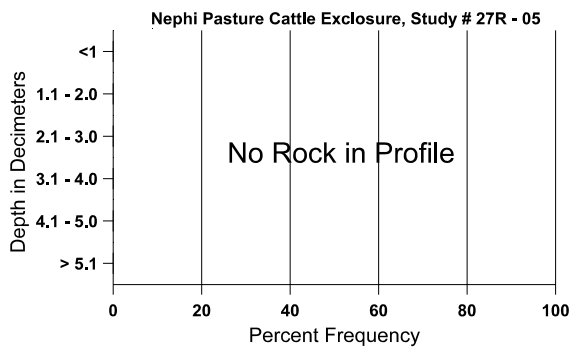 Nephi Pasture Cattle Exclosure, Study # 27R - 05
Depth in Decimeters
<1
1.1 - 2.0
2.1 - 3.0
3.1 - 4.0
4.1 - 5.0
> 5.1
No Rock in Profile
0 20 40 60 80 100
Percent Frequency